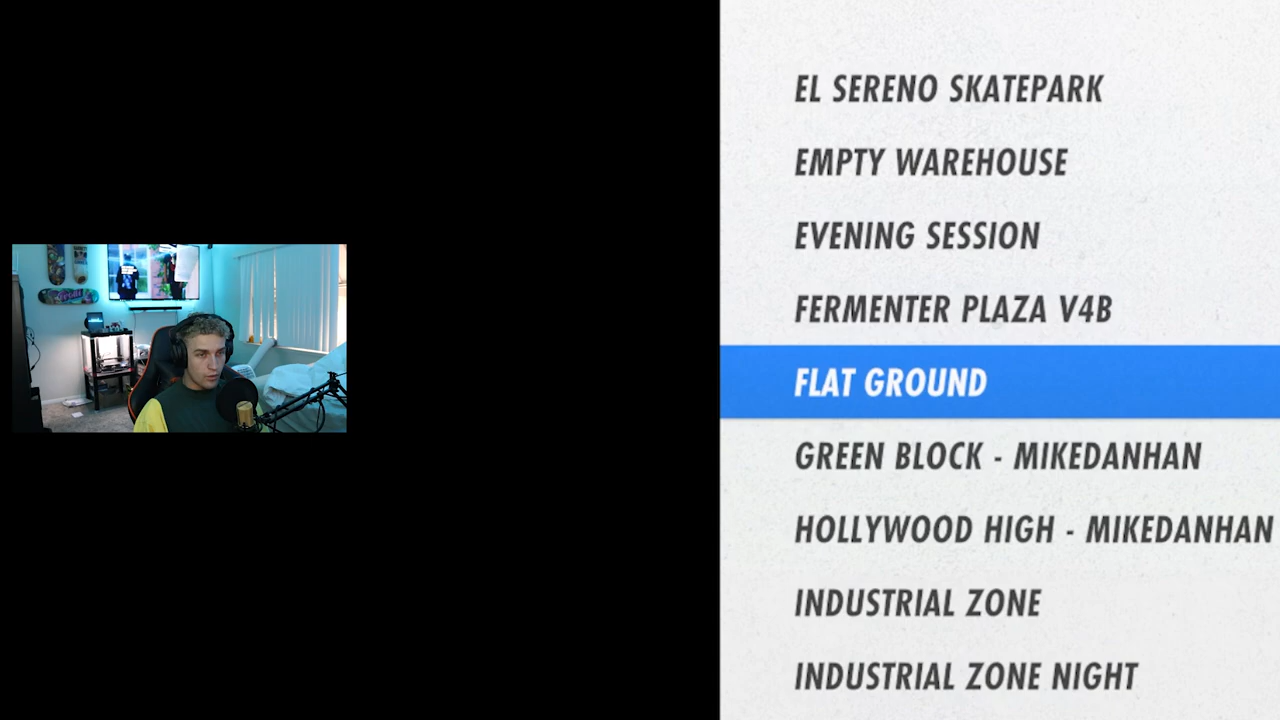 EL SERENO SKATEPARK
EMPTY WAREHOUSE
EVENING SESSION
FERMENTER PLAZA V4B
FLAT GROUND
GREEN BLOCK - MIKEDANHAN
HOLLYWOOD HIGH - MIKEDANHAN
INDUSTRIAL ZONE
INDUSTRIAL ZONE NIGHT